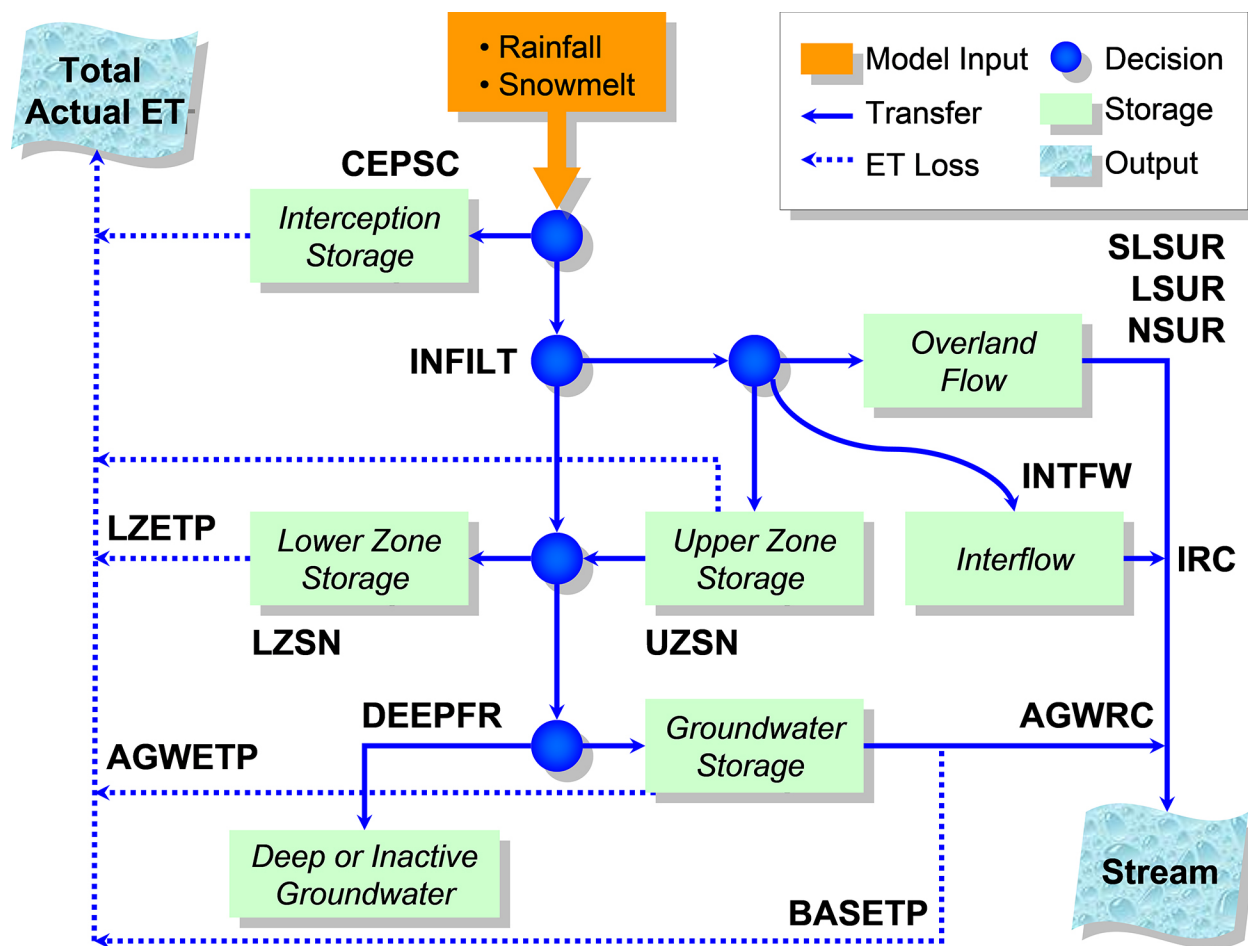 Total
Actual ET
• Rainfall
• Snowmelt
Model Input
Decision
Transfer
Storage
ET Loss
Output
CEPSC
Interception
Storage
SLSUR
LSUR
NSUR
INFILT
Overland
Flow
INTFW
LZETP
Lower Zone
Storage
Upper Zone
Storage
Interflow
IRC
LZSN
UZSN
DEEPFR
Groundwater
Storage
AGWRC
AGWETP
Deep or Inactive
Groundwater
Stream
BASETP